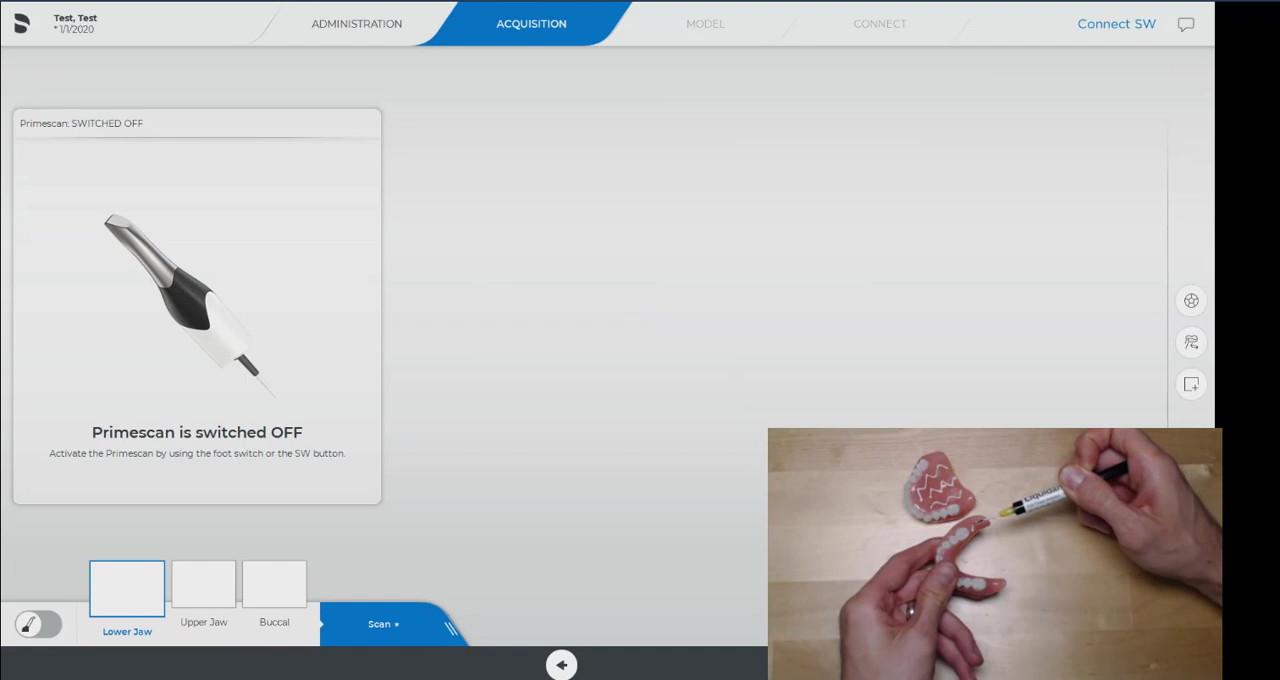 Test, Test
* 1/1/2020
ADMINISTRATION
ACQUISITION
MODEL
CONNECT
Connect SW
Primescan: SWITCHED OFF
Primescan is switched OFF
Activate the Primescan by using the foot switch or the SW button.
Lower Jaw
Upper Jaw
Buccal
Scan